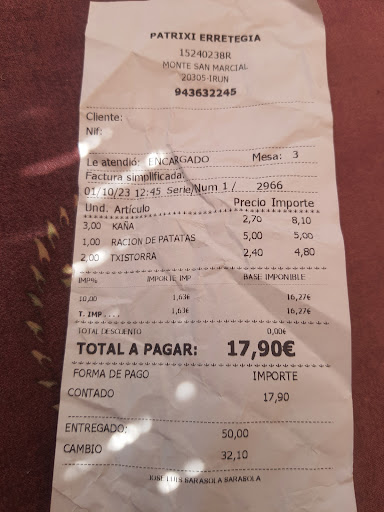 PATRIXI ERRETEGIA
15240238R
MONTE SAN MARCIAL
20305-IRUN
943632245
Cliente:
Nif:
Le atendió: ENCARGADO Mesa: 3
Factura simplificada
01/10/23 12:45 Serie/Num 1 / 2966
Und. Artículo Precio Importe
3,00 KAÑA 2,70 8,10
1,00 RACION DE PATATAS 5,00 5,00
2,00 TXISTORRA 2,40 4,80
IMP% IMPORTE IMP BASE IMPONIBLE
10,00 1,63€ 16,27€
T. IMP.... 1,63€ 16,27€
TOTAL DESCUENTO 0,00€
TOTAL A PAGAR: 17,90€
FORMA DE PAGO IMPORTE
CONTADO 17,90
ENTREGADO: 50,00
CAMBIO 32,10
JOSE LUIS SARASOLA SARASOLA